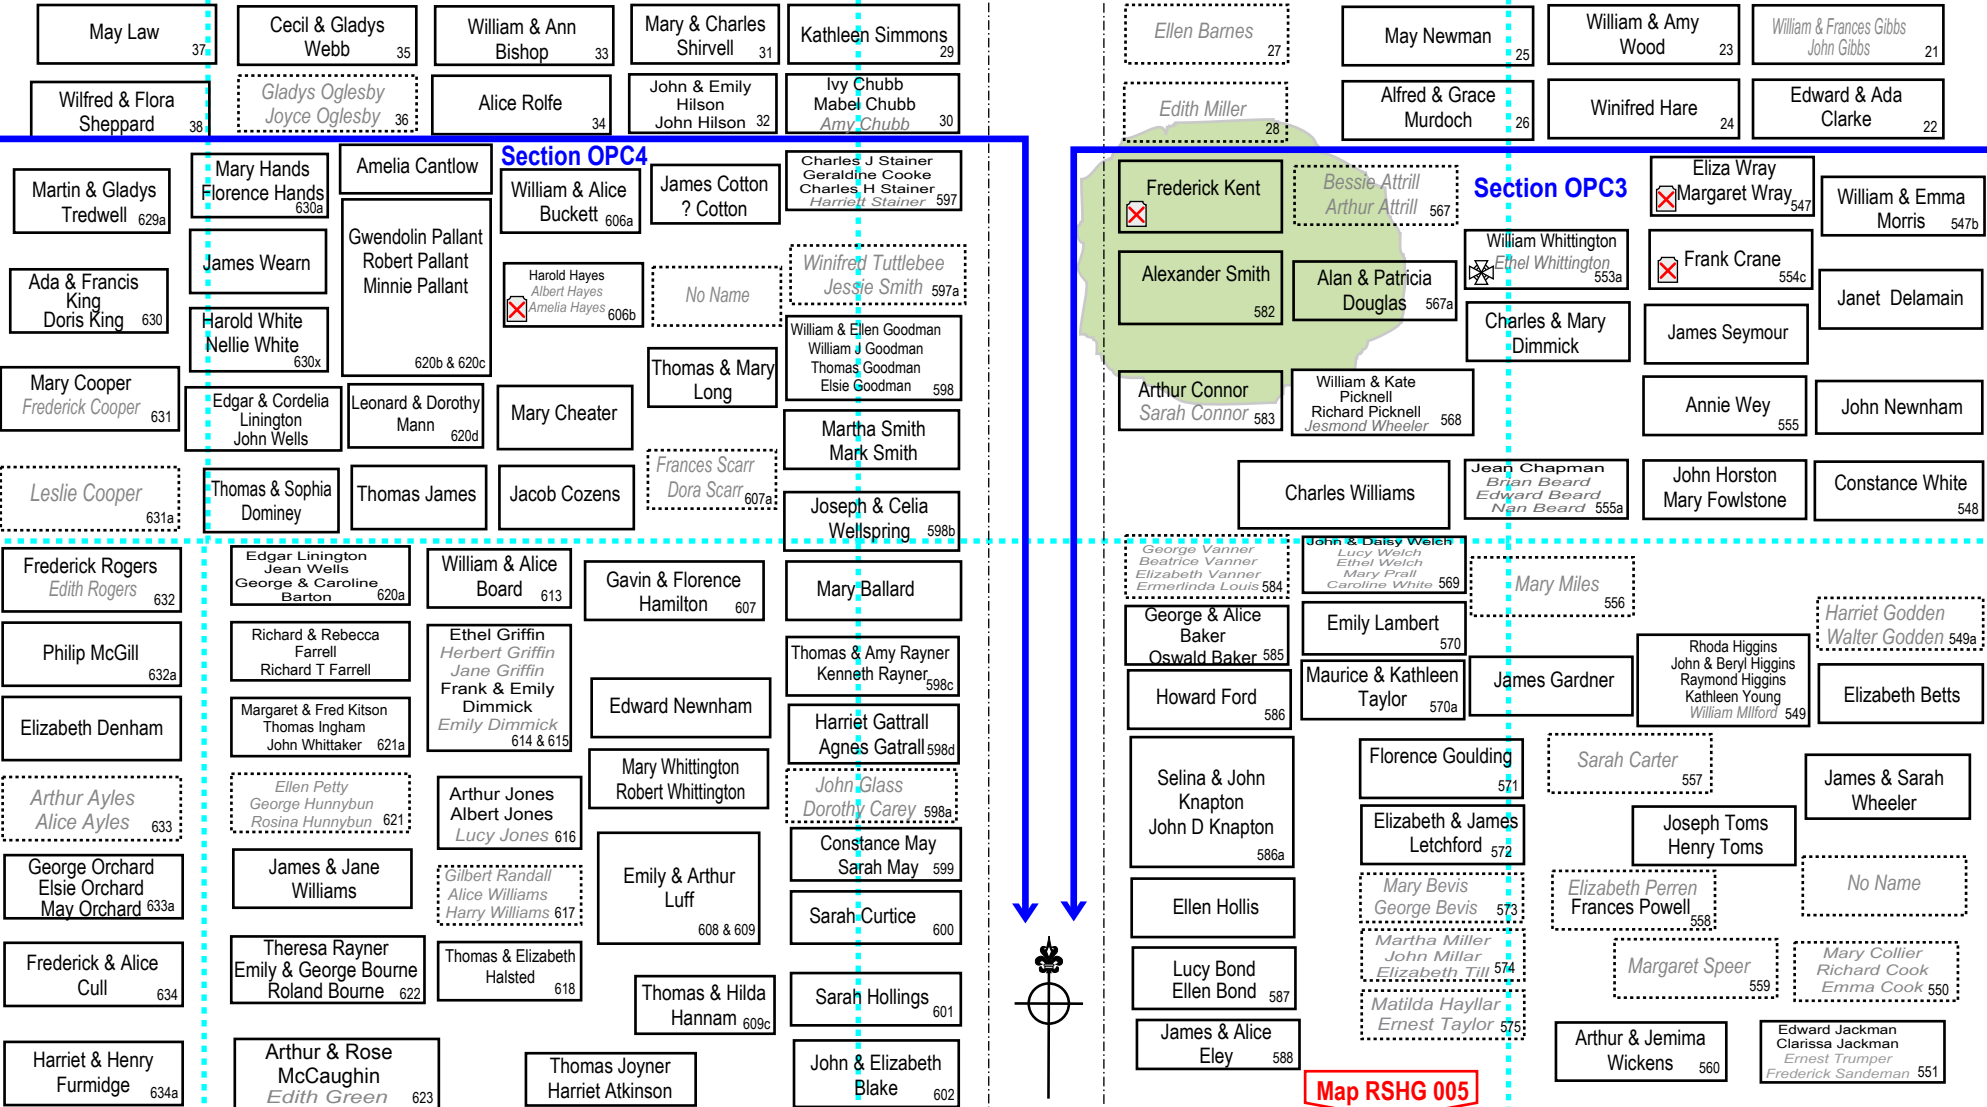 May Law
37
Cecil & Gladys
Webb 35
William & Ann
Bishop 33
Mary & Charles
Shirvell 31
Kathleen Simmons
29
Ellen Barnes
27
May Newman
25
William & Amy
Wood 23
William & Frances Gibbs
John Gibbs 21
Wilfred & Flora
Sheppard 38
Gladys Oglesby
Joyce Oglesby 36
Alice Rolfe
34
John & Emily
Hilson
John Hilson 32
Ivy Chubb
Mabel Chubb
Amy Chubb 30
Edith Miller
28
Alfred & Grace
Murdoch 26
Winifred Hare
24
Edward & Ada
Clarke 22
Section OPC4
Martin & Gladys
Tredwell 629a
Mary Hands
Florence Hands
630a
Amelia Cantlow
William & Alice
Buckett 606a
James Cotton
? Cotton
Charles J Stainer
Geraldine Cooke
Charles H Stainer
Harriett Stainer 597
James Wearn
Gwendolin Pallant
Robert Pallant
Minnie Pallant
620b & 620c
Ada & Francis
King
Doris King 630
Harold Hayes
Albert Hayes
Amelia Hayes 606b
No Name
Winifred Tuttlebee
Jessie Smith 597a
Harold White
Nellie White
630x
William & Ellen Goodman
William J Goodman
Thomas Goodman
Elsie Goodman 598
Thomas & Mary
Long
Mary Cooper
Frederick Cooper 631
Edgar & Cordelia
Linington
John Wells
Leonard & Dorothy
Mann
620d
Mary Cheater
Martha Smith
Mark Smith
Leslie Cooper
631a
Thomas & Sophia
Dominey
Thomas James
Jacob Cozens
Frances Scarr
Dora Scarr 607a
Joseph & Celia
Wellspring 598b
Frederick Rogers
Edith Rogers
632
Edgar Linington
Jean Wells
George & Caroline
Barton 620a
William & Alice
Board 613
Gavin & Florence
Hamilton 607
Mary Ballard
Philip McGill
632a
Richard & Rebecca
Farrell
Richard T Farrell
Ethel Griffin
Herbert Griffin
Jane Griffin
Frank & Emily
Dimmick
Emily Dimmick
614 & 615
Thomas & Amy Rayner
Kenneth Rayner 598c
Elizabeth Denham
Margaret & Fred Kitson
Thomas Ingham
John Whittaker 621a
Edward Newnham
Harriet Gattrall
Agnes Gatrall 598d
Arthur Ayles
Alice Ayles 633
Ellen Petty
George Hunnybun
Rosina Hunnybun 621
Arthur Jones
Albert Jones
Lucy Jones 616
Mary Whittington
Robert Whittington
John Glass
Dorothy Carey 598a
George Orchard
Elsie Orchard
May Orchard 633a
James & Jane
Williams
Gilbert Randall
Alice Williams
Harry Williams 617
Emily & Arthur
Luff
608 & 609
Constance May
Sarah May 599
Sarah Curtice
600
Frederick & Alice
Cull 634
Theresa Rayner
Emily & George Bourne
Roland Bourne 622
Thomas & Elizabeth
Halsted
618
Thomas & Hilda
Hannam 609c
Sarah Hollings
601
Harriet & Henry
Furmidge 634a
Arthur & Rose
McCaughin
Edith Green 623
Thomas Joyner
Harriet Atkinson
John & Elizabeth
Blake 602
Section OPC3
Frederick Kent
Bessie Attrill
Arthur Attrill 567
Eliza Wray
Margaret Wray 547
William & Emma
Morris 547b
Alexander Smith
582
Alan & Patricia
Douglas 567a
William Whittington
Ethel Whittington
553a
Frank Crane
554c
Janet Delamain
Charles & Mary
Dimmick
James Seymour
Arthur Connor
Sarah Connor 583
William & Kate
Picknell
Richard Picknell
Jesmond Wheeler 568
Annie Wey
555
John Newnham
Charles Williams
Jean Chapman
Brian Beard
Edward Beard
Nan Beard 555a
John Horston
Mary Fowlstone
Constance White
548
George Vanner
Beatrice Vanner
Elizabeth Vanner
Ermerlinda Louis 584
John & Daisy Welch
Lucy Welch
Ethel Welch
Mary Prall
Caroline White 569
Mary Miles
556
Harriet Godden
Walter Godden 549a
George & Alice
Baker
Oswald Baker 585
Emily Lambert
570
Rhoda Higgins
John & Beryl Higgins
Raymond Higgins
Kathleen Young
William MIlford 549
Howard Ford
586
Maurice & Kathleen
Taylor 570a
James Gardner
Elizabeth Betts
Selina & John
Knapton
John D Knapton
586a
Florence Goulding
571
Sarah Carter
557
James & Sarah
Wheeler
Elizabeth & James
Letchford 572
Joseph Toms
Henry Toms
Ellen Hollis
Mary Bevis
George Bevis 573
Elizabeth Perren
Frances Powell
558
No Name
Lucy Bond
Ellen Bond 587
Martha Miller
John Millar
Elizabeth Till 574
Margaret Speer
559
Mary Collier
Richard Cook
Emma Cook 550
James & Alice
Eley 588
Matilda Hayllar
Ernest Taylor 575
Arthur & Jemima
Wickens 560
Edward Jackman
Clarissa Jackman
Ernest Trumper
Frederick Sandeman 551
Map RSHG 005